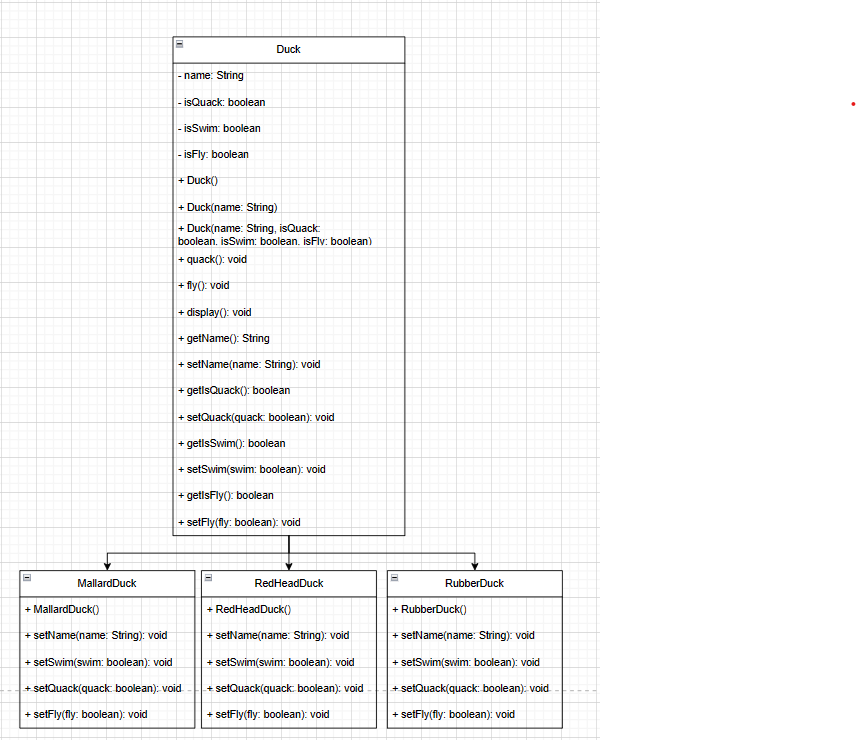 Duck
- name: String
- isQuack: boolean
- isSwim: boolean
- isFly: boolean
+ Duck()
+ Duck(name: String)
+ Duck(name: String, isQuack:
boolean, isSwim: boolean, isFly: boolean)
+ quack(): void
+ fly(): void
+ display(): void
+ getName(): String
+ setName(name: String): void
+ getIsQuack(): boolean
+ setQuack(quack: boolean): void
+ getIsSwim(): boolean
+ setSwim(swim: boolean): void
+ getIsFly(): boolean
+ setFly(fly: boolean): void
MallardDuck
+ MallardDuck()
+ setName(name: String): void
+ setSwim(swim: boolean): void
+ setQuack(quack: boolean): void
+ setFly(fly: boolean): void
RedHeadDuck
+ RedHeadDuck()
+ setName(name: String): void
+ setSwim(swim: boolean): void
+ setQuack(quack: boolean): void
+ setFly(fly: boolean): void
RubberDuck
+ RubberDuck()
+ setName(name: String): void
+ setSwim(swim: boolean): void
+ setQuack(quack: boolean): void
+ setFly(fly: boolean): void